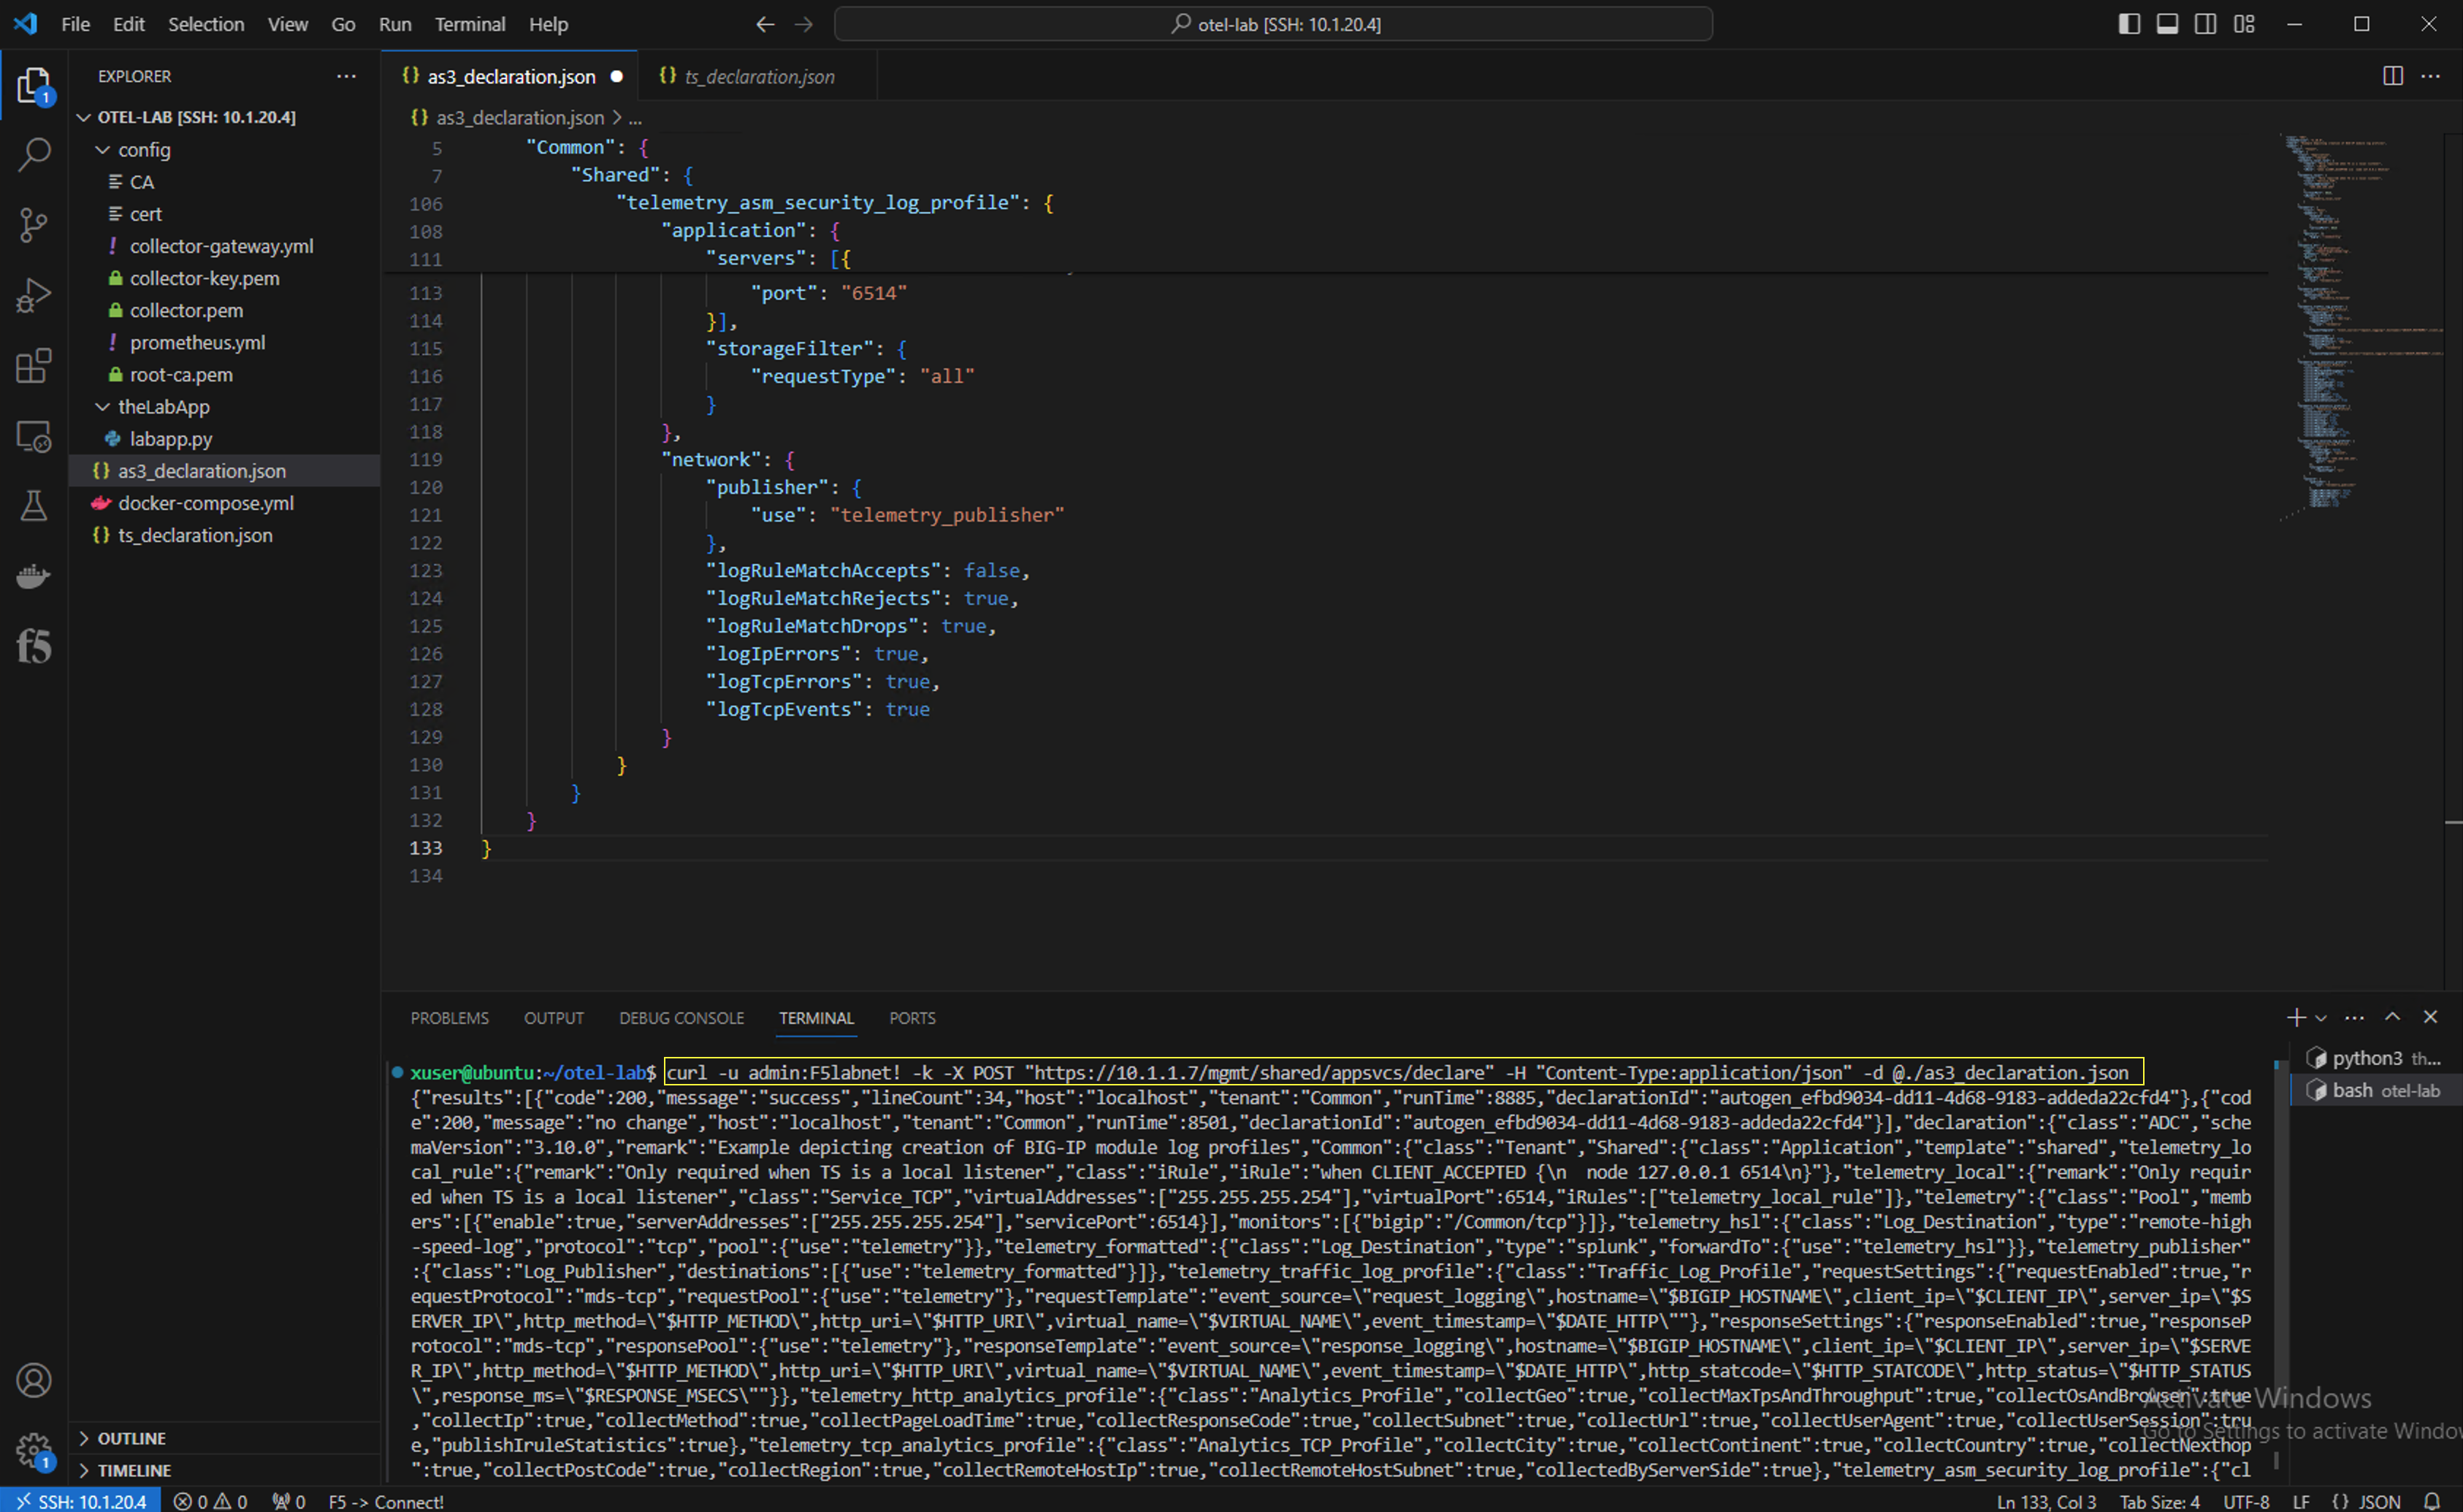 File Edit Selection View Go Run Terminal Help
otel-lab [SSH: 10.1.20.4]
EXPLORER
OTEL-LAB [SSH: 10.1.20.4]
config
CA
cert
collector-gateway.yml
collector-key.pem
collector.pem
prometheus.yml
root-ca.pem
theLabApp
labapp.py
as3_declaration.json
docker-compose.yml
ts_declaration.json
OUTLINE
TIMELINE
as3_declaration.json ts_declaration.json
as3_declaration.json > ...
5 "Common": {
7 "Shared": {
106 "telemetry_asm_security_log_profile": {
108 "application": {
111 "servers": [{
113 "port": "6514"
114 }],
115 "storageFilter": {
116 "requestType": "all"
117 }
118 },
119 "network": {
120 "publisher": {
121 "use": "telemetry_publisher"
122 },
123 "logRuleMatchAccepts": false,
124 "logRuleMatchRejects": true,
125 "logRuleMatchDrops": true,
126 "logIpErrors": true,
127 "logTcpErrors": true,
128 "logTcpEvents": true
129 }
130 }
131 }
132 }
133 }
134
PROBLEMS OUTPUT DEBUG CONSOLE TERMINAL PORTS
python3 th...
bash otel-lab
xuser@ubuntu:~/otel-lab$ curl -u admin:F5labnet! -k -X POST "https://10.1.1.7/mgmt/shared/appsvcs/declare" -H "Content-Type:application/json" -d @./as3_declaration.json
{"results":[{"code":200,"message":"success","lineCount":34,"host":"localhost","tenant":"Common","runTime":8885,"declarationId":"autogen_efbd9034-dd11-4d68-9183-addeda22cfd4"},{"cod
e":200,"message":"no change","host":"localhost","tenant":"Common","runTime":8501,"declarationId":"autogen_efbd9034-dd11-4d68-9183-addeda22cfd4"}],"declaration":{"class":"ADC","sche
maVersion":"3.10.0","remark":"Example depicting creation of BIG-IP module log profiles","Common":{"class":"Tenant","Shared":{"class":"Application","template":"shared","telemetry_lo
cal_rule":{"remark":"Only required when TS is a local listener","class":"iRule","iRule":"when CLIENT_ACCEPTED {\n  node 127.0.0.1 6514\n}"},"telemetry_local":{"remark":"Only requir
ed when TS is a local listener","class":"Service_TCP","virtualAddresses":["255.255.255.254"],"virtualPort":6514,"iRules":["telemetry_local_rule"]},"telemetry":{"class":"Pool","memb
ers":[{"enable":true,"serverAddresses":["255.255.255.254"],"servicePort":6514}],"monitors":[{"bigip":"/Common/tcp"}]},"telemetry_hsl":{"class":"Log_Destination","type":"remote-high
-speed-log","protocol":"tcp","pool":{"use":"telemetry"}},"telemetry_formatted":{"class":"Log_Destination","type":"splunk","forwardTo":{"use":"telemetry_hsl"}},"telemetry_publisher"
:{"class":"Log_Publisher","destinations":[{"use":"telemetry_formatted"}]},"telemetry_traffic_log_profile":{"class":"Traffic_Log_Profile","requestSettings":{"requestEnabled":true,"r
equestProtocol":"mds-tcp","requestPool":{"use":"telemetry"},"requestTemplate":"event_source=\"request_logging\",hostname=\"$BIGIP_HOSTNAME\",client_ip=\"$CLIENT_IP\",server_ip=\"$S
ERVER_IP\",http_method=\"$HTTP_METHOD\",http_uri=\"$HTTP_URI\",virtual_name=\"$VIRTUAL_NAME\",event_timestamp=\"$DATE_HTTP\""},"responseSettings":{"responseEnabled":true,"responseP
rotocol":"mds-tcp","responsePool":{"use":"telemetry"},"responseTemplate":"event_source=\"response_logging\",hostname=\"$BIGIP_HOSTNAME\",client_ip=\"$CLIENT_IP\",server_ip=\"$SERVE
R_IP\",http_method=\"$HTTP_METHOD\",http_uri=\"$HTTP_URI\",virtual_name=\"$VIRTUAL_NAME\",event_timestamp=\"$DATE_HTTP\",http_statcode=\"$HTTP_STATCODE\",http_status=\"$HTTP_STATUS
\",response_ms=\"$RESPONSE_MSECS\""}},"telemetry_http_analytics_profile":{"class":"Analytics_Profile","collectGeo":true,"collectMaxTpsAndThroughput":true,"collectOsAndBrowser":true
,"collectIp":true,"collectMethod":true,"collectPageLoadTime":true,"collectResponseCode":true,"collectSubnet":true,"collectUrl":true,"collectUserAgent":true,"collectUserSession":tru
e,"publishIruleStatistics":true},"telemetry_tcp_analytics_profile":{"class":"Analytics_TCP_Profile","collectCity":true,"collectContinent":true,"collectCountry":true,"collectNexthop
":true,"collectPostCode":true,"collectRegion":true,"collectRemoteHostIp":true,"collectRemoteHostSubnet":true,"collectedByServerSide":true},"telemetry_asm_security_log_profile":{"cl
Activate Windows
Go to Settings to activate Windo
SSH: 10.1.20.4 0 0 0 F5 -> Connect! Ln 133, Col 3 Tab Size: 4 UTF-8 LF {} JSON
f5
1
1